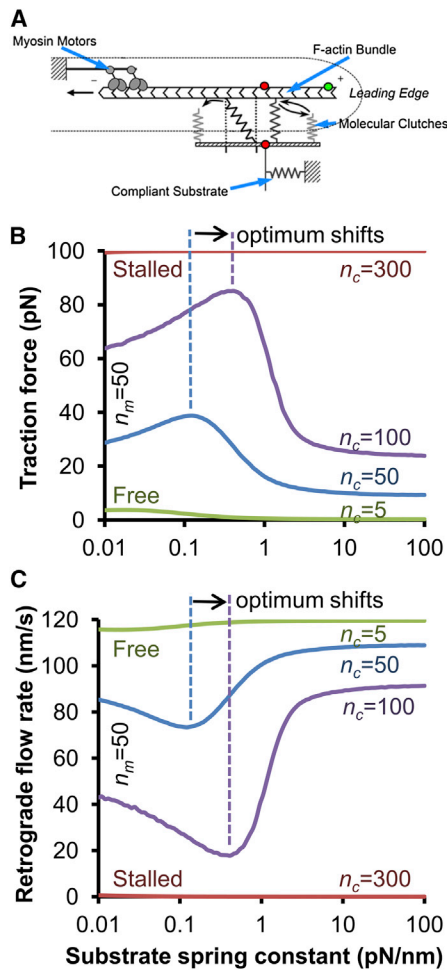 A
Myosin Motors
F-actin Bundle
−
+
Leading Edge
Molecular Clutches
Compliant Substrate
B
optimum shifts
Traction force (pN)
100
80
60
40
20
0
Stalled
nc=300
nm=50
nc=100
nc=50
Free
nc=5
0.01 0.1 1 10 100
C
optimum shifts
Retrograde flow rate (nm/s)
120
100
80
60
40
20
0
Free
nc=5
nc=50
nc=100
nm=50
Stalled
nc=300
0.01 0.1 1 10 100
Substrate spring constant (pN/nm)